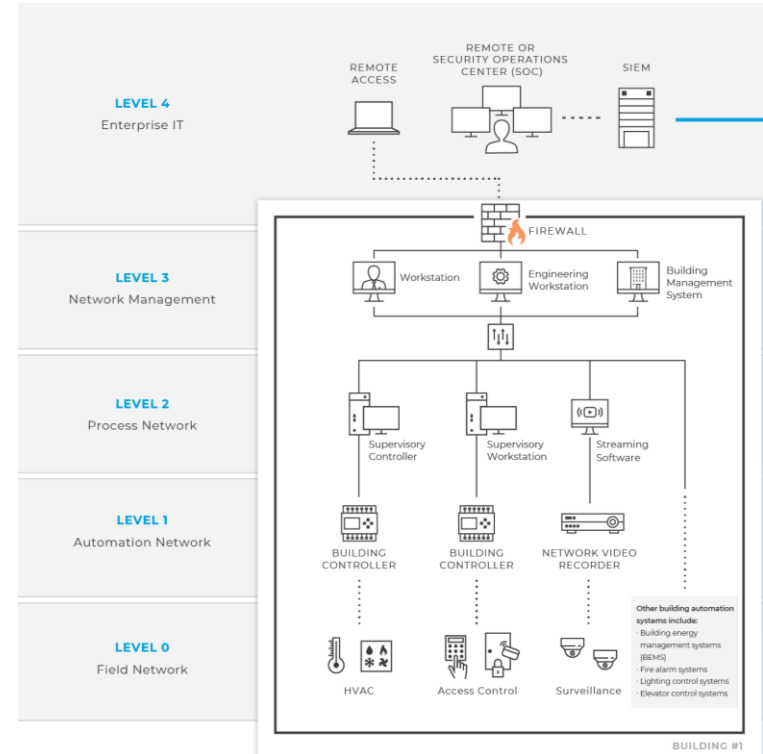 REMOTE OR
SECURITY OPERATIONS
CENTER (SOC)
REMOTE
ACCESS
SIEM
LEVEL 4
Enterprise IT
FIREWALL
LEVEL 3
Network Management
Workstation
Engineering
Workstation
Building
Management
System
LEVEL 2
Process Network
Supervisory
Controller
Supervisory
Workstation
Streaming
Software
LEVEL 1
Automation Network
BUILDING
CONTROLLER
BUILDING
CONTROLLER
NETWORK VIDEO
RECORDER
LEVEL 0
Field Network
HVAC
Access Control
Surveillance
Other building automation
systems include:
· Building energy
management systems
(BEMS)
· Fire alarm systems
· Lighting control systems
· Elevator control systems
BUILDING #1